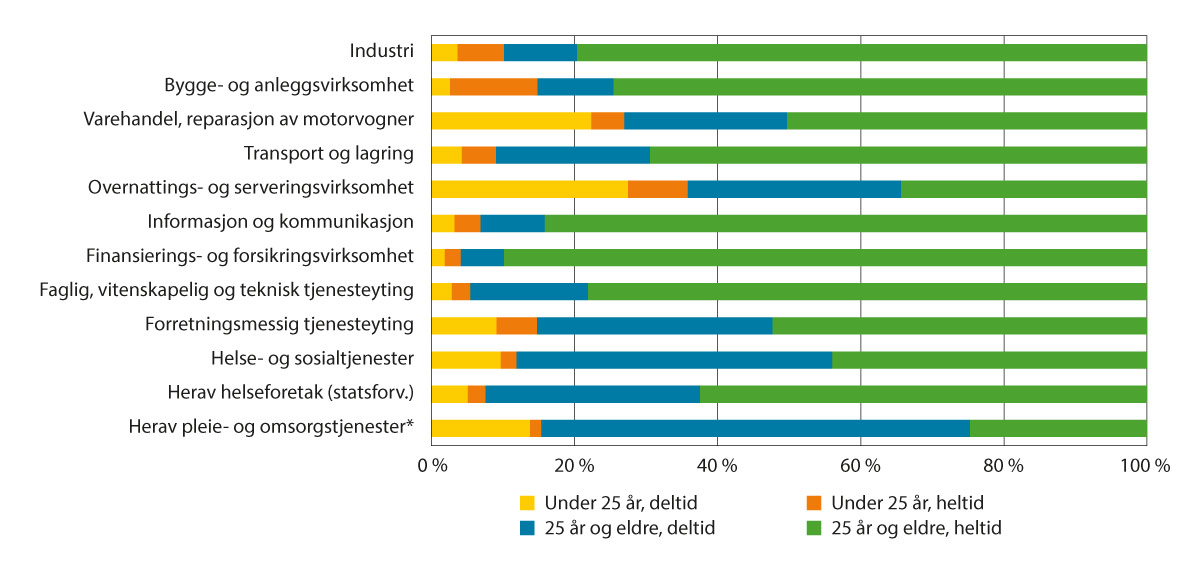 Industri
Bygge- og anleggsvirksomhet
Varehandel, reparasjon av motorvogner
Transport og lagring
Overnattings- og serveringsvirksomhet
Informasjon og kommunikasjon
Finansierings- og forsikringsvirksomhet
Faglig, vitenskapelig og teknisk tjenesteyting
Forretningsmessig tjenesteyting
Helse- og sosialtjenester
Herav helseforetak (statsforv.)
Herav pleie- og omsorgstjenester*
0 % 20 % 40 % 60 % 80 % 100 %
Under 25 år, deltid Under 25 år, heltid
25 år og eldre, deltid 25 år og eldre, heltid